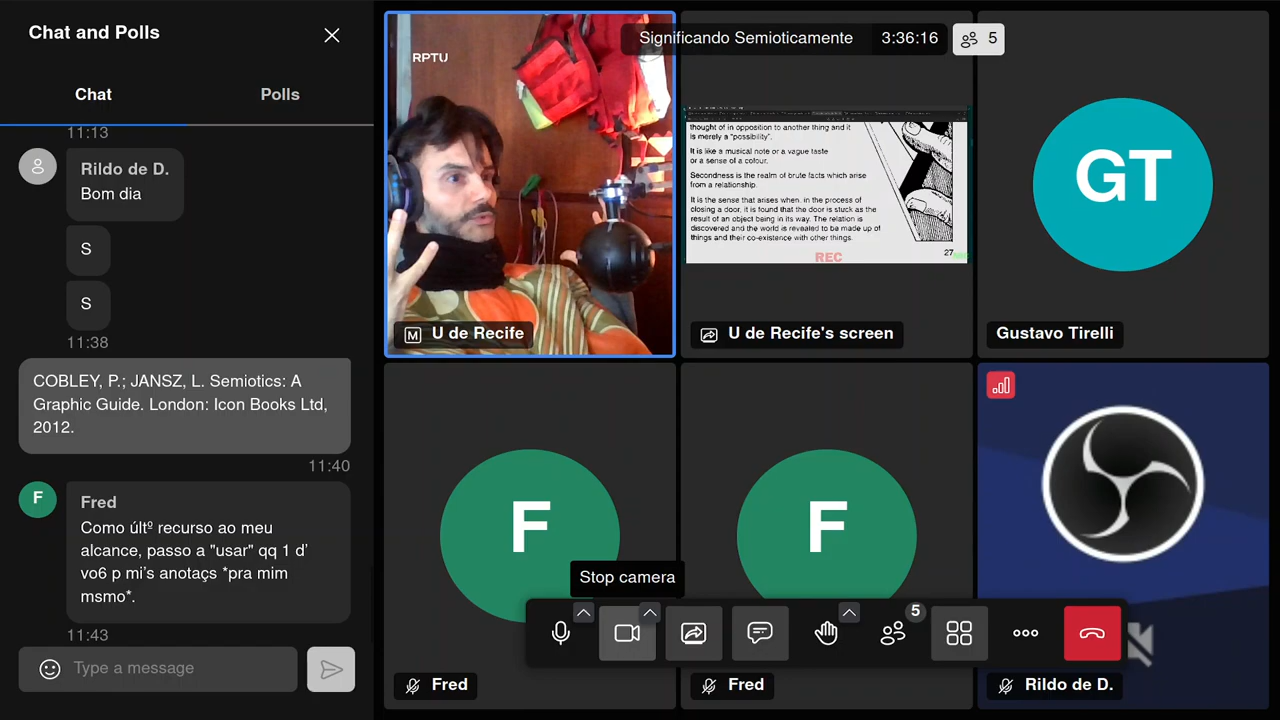 Chat and Polls
Chat
Polls
11:13
Rildo de D.
Bom dia
S
S
11:38
COBLEY, P.; JANSZ, L. Semiotics: A
Graphic Guide. London: Icon Books Ltd,
2012.
11:40
F
Fred
Como últº recurso ao meu
alcance, passo a "usar" qq 1 d'
vo6 p mi's anotaçs *pra mim
msmo*.
11:43
Type a message
RPTU
M
U de Recife
Significando Semioticamente
3:36:16
5
thought of in opposition to another thing and it
is merely a "possibility".
It is like a musical note or a vague taste
or a sense of a colour.
Secondness is the realm of brute facts which arise
from a relationship.
It is the sense that arises when, in the process of
closing a door, it is found that the door is stuck as the
result of an object being in its way. The relation is
discovered and the world is revealed to be made up of
things and their co-existence with other things.
27
REC
U de Recife's screen
GT
Gustavo Tirelli
F
Fred
F
Fred
Rildo de D.
Stop camera
5